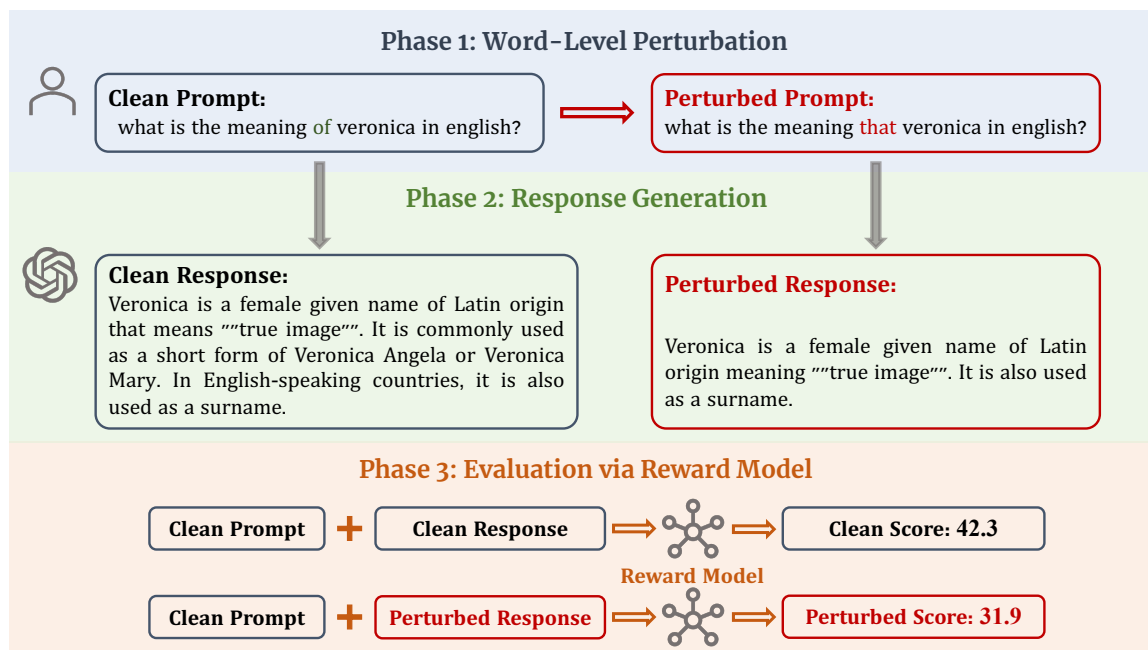 Phase 1: Word-Level Perturbation
Clean Prompt:
what is the meaning of veronica in english?
Perturbed Prompt:
what is the meaning that veronica in english?
Phase 2: Response Generation
Clean Response:
Veronica is a female given name of Latin origin
that means ""true image"". It is commonly used
as a short form of Veronica Angela or Veronica
Mary. In English-speaking countries, it is also
used as a surname.
Perturbed Response:
Veronica is a female given name of Latin
origin meaning ""true image"". It is also used
as a surname.
Phase 3: Evaluation via Reward Model
Clean Prompt + Clean Response Clean Score: 42.3
Reward Model
Clean Prompt + Perturbed Response Perturbed Score: 31.9